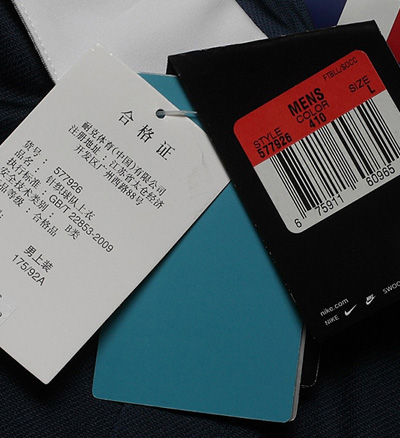 合格证
耐克体育(中国)有限公司
注册地址：江苏省太仓经济
开发区广州西路88号
货号： 577926
品名： 针织球队上衣
执行标准：GB/T 22853-2009
安全技术类别： B类
品等级：合格品
男上装
175/92A
FTBLL/SOCC
MENS
SIZE
COLOR
L
STYLE
410
577926
6 75911 60965
nike.com
NIKE